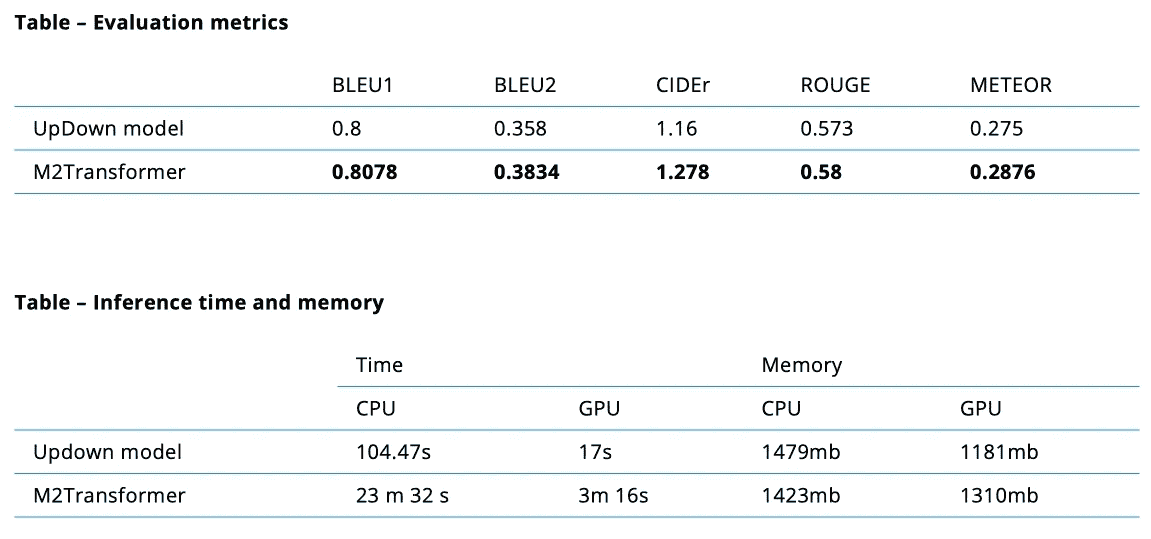 Table – Evaluation metrics
BLEU1 BLEU2 CIDEr ROUGE METEOR
UpDown model 0.8 0.358 1.16 0.573 0.275
M2Transformer 0.8078 0.3834 1.278 0.58 0.2876
Table – Inference time and memory
Time Memory
CPU GPU CPU GPU
Updown model 104.47s 17s 1479mb 1181mb
M2Transformer 23 m 32 s 3m 16s 1423mb 1310mb